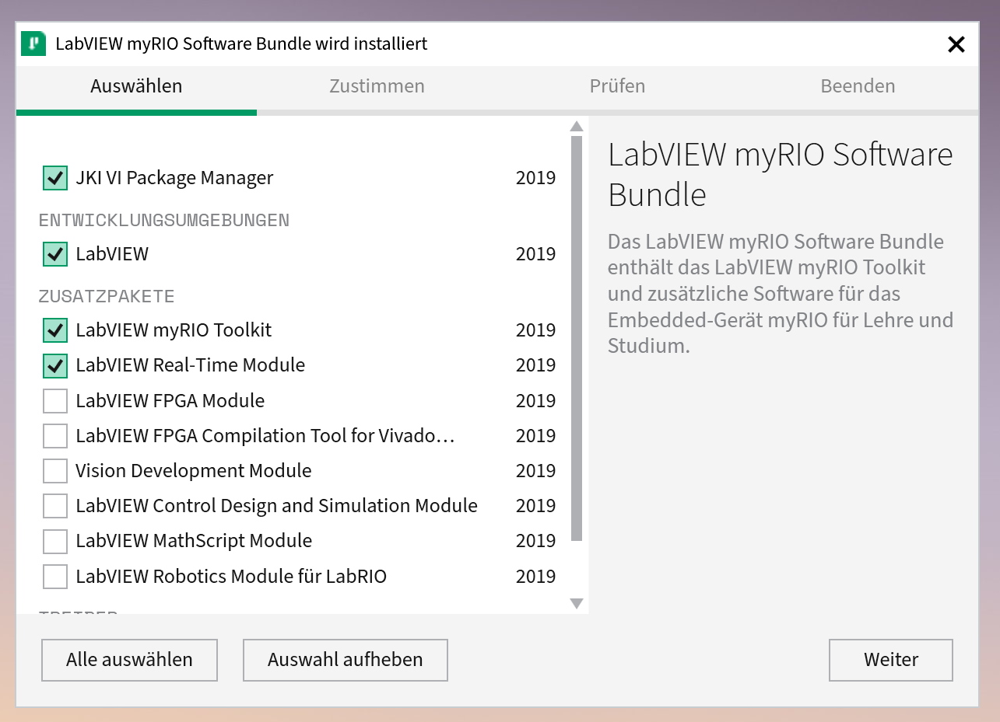 LabVIEW myRIO Software Bundle wird installiert
Auswählen
Zustimmen
Prüfen
Beenden
JKI VI Package Manager 2019
ENTWICKLUNGSUMGEBUNGEN
LabVIEW 2019
ZUSATZPAKETE
LabVIEW myRIO Toolkit 2019
LabVIEW Real-Time Module 2019
LabVIEW FPGA Module 2019
LabVIEW FPGA Compilation Tool for Vivado… 2019
Vision Development Module 2019
LabVIEW Control Design and Simulation Module 2019
LabVIEW MathScript Module 2019
LabVIEW Robotics Module für LabRIO 2019
TREIBER
LabVIEW myRIO Software
Bundle
Das LabVIEW myRIO Software Bundle
enthält das LabVIEW myRIO Toolkit
und zusätzliche Software für das
Embedded-Gerät myRIO für Lehre und
Studium.
Alle auswählen
Auswahl aufheben
Weiter